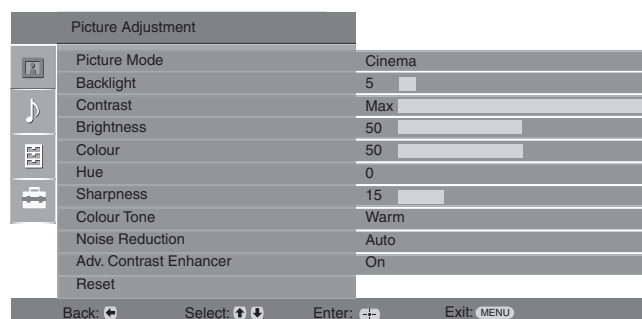 Picture Adjustment
Picture Mode Cinema
Backlight 5
Contrast Max
Brightness 50
Colour 50
Hue 0
Sharpness 15
Colour Tone Warm
Noise Reduction Auto
Adv. Contrast Enhancer On
Reset
Back: Select: Enter: Exit: MENU